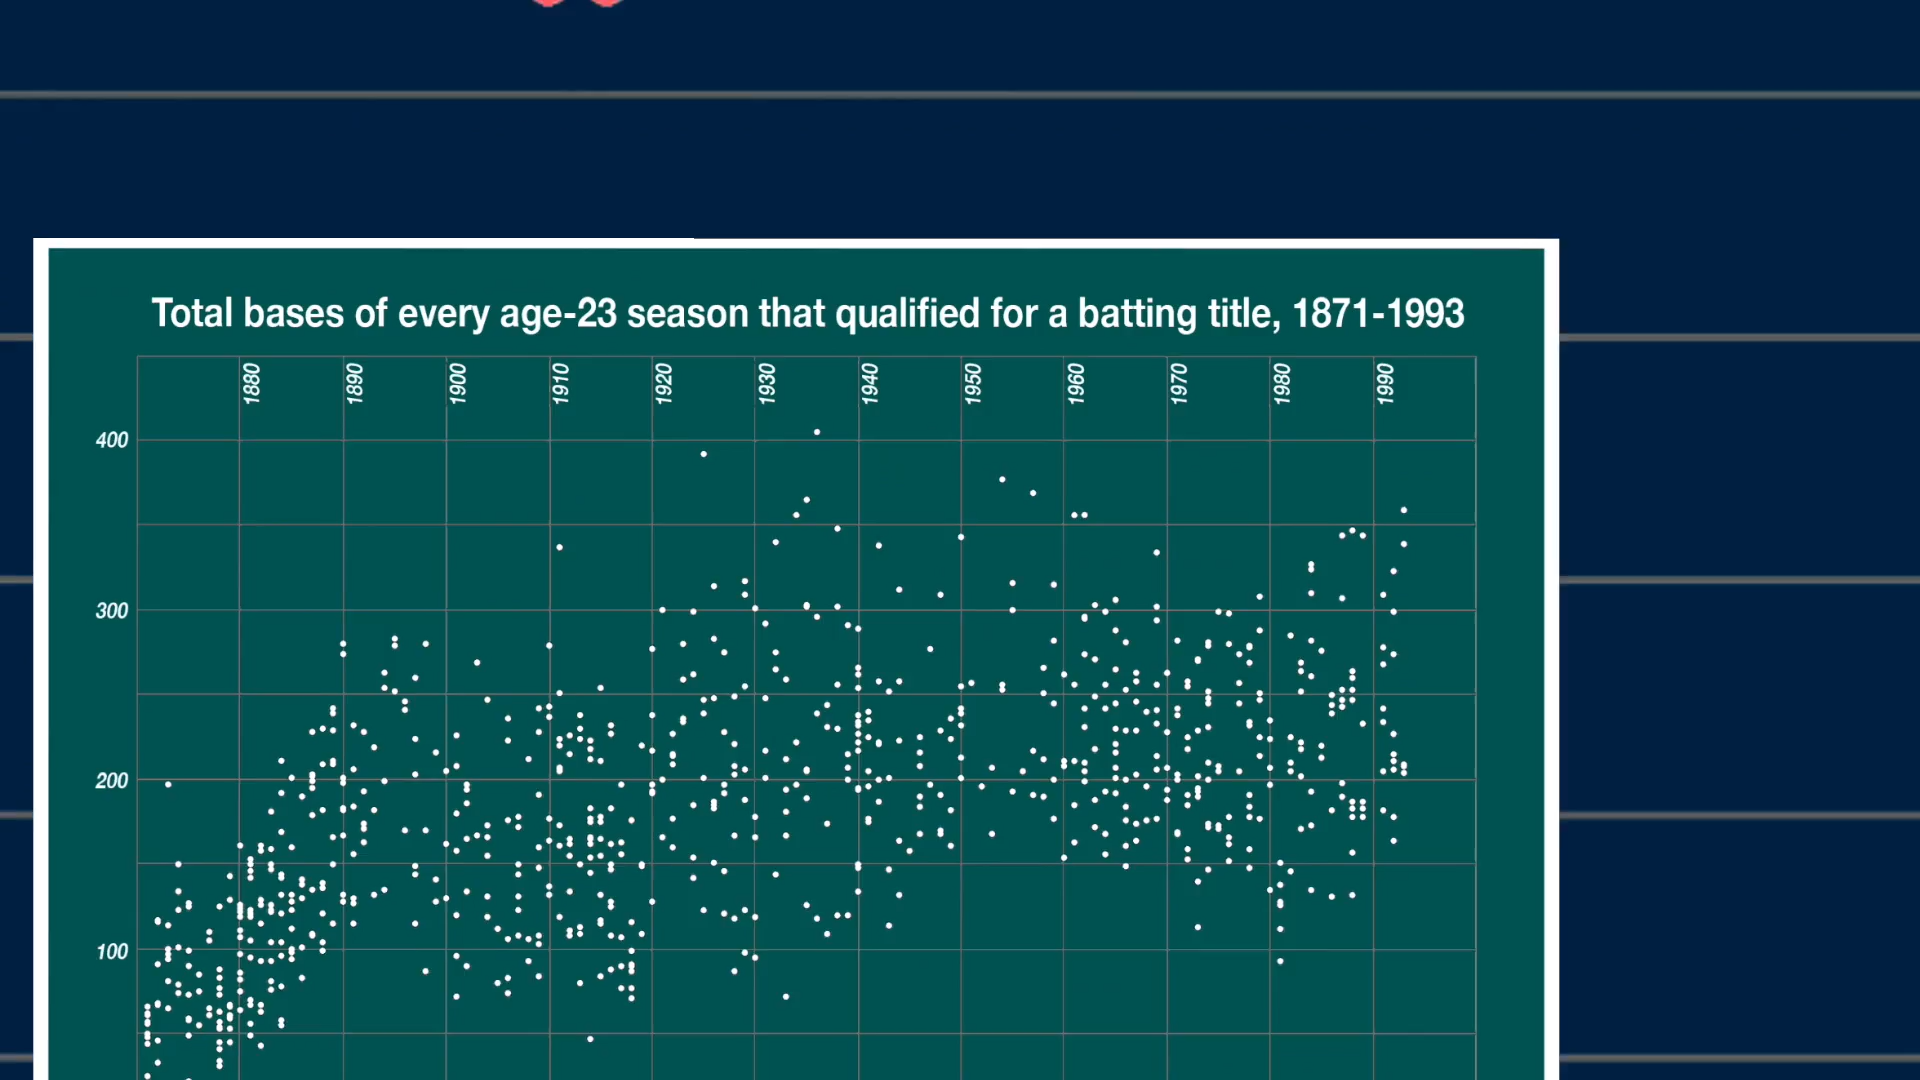 Total bases of every age-23 season that qualified for a batting title, 1871-1993
1880 1890 1900 1910 1920 1930 1940 1950 1960 1970 1980 1990
400
300
200
100